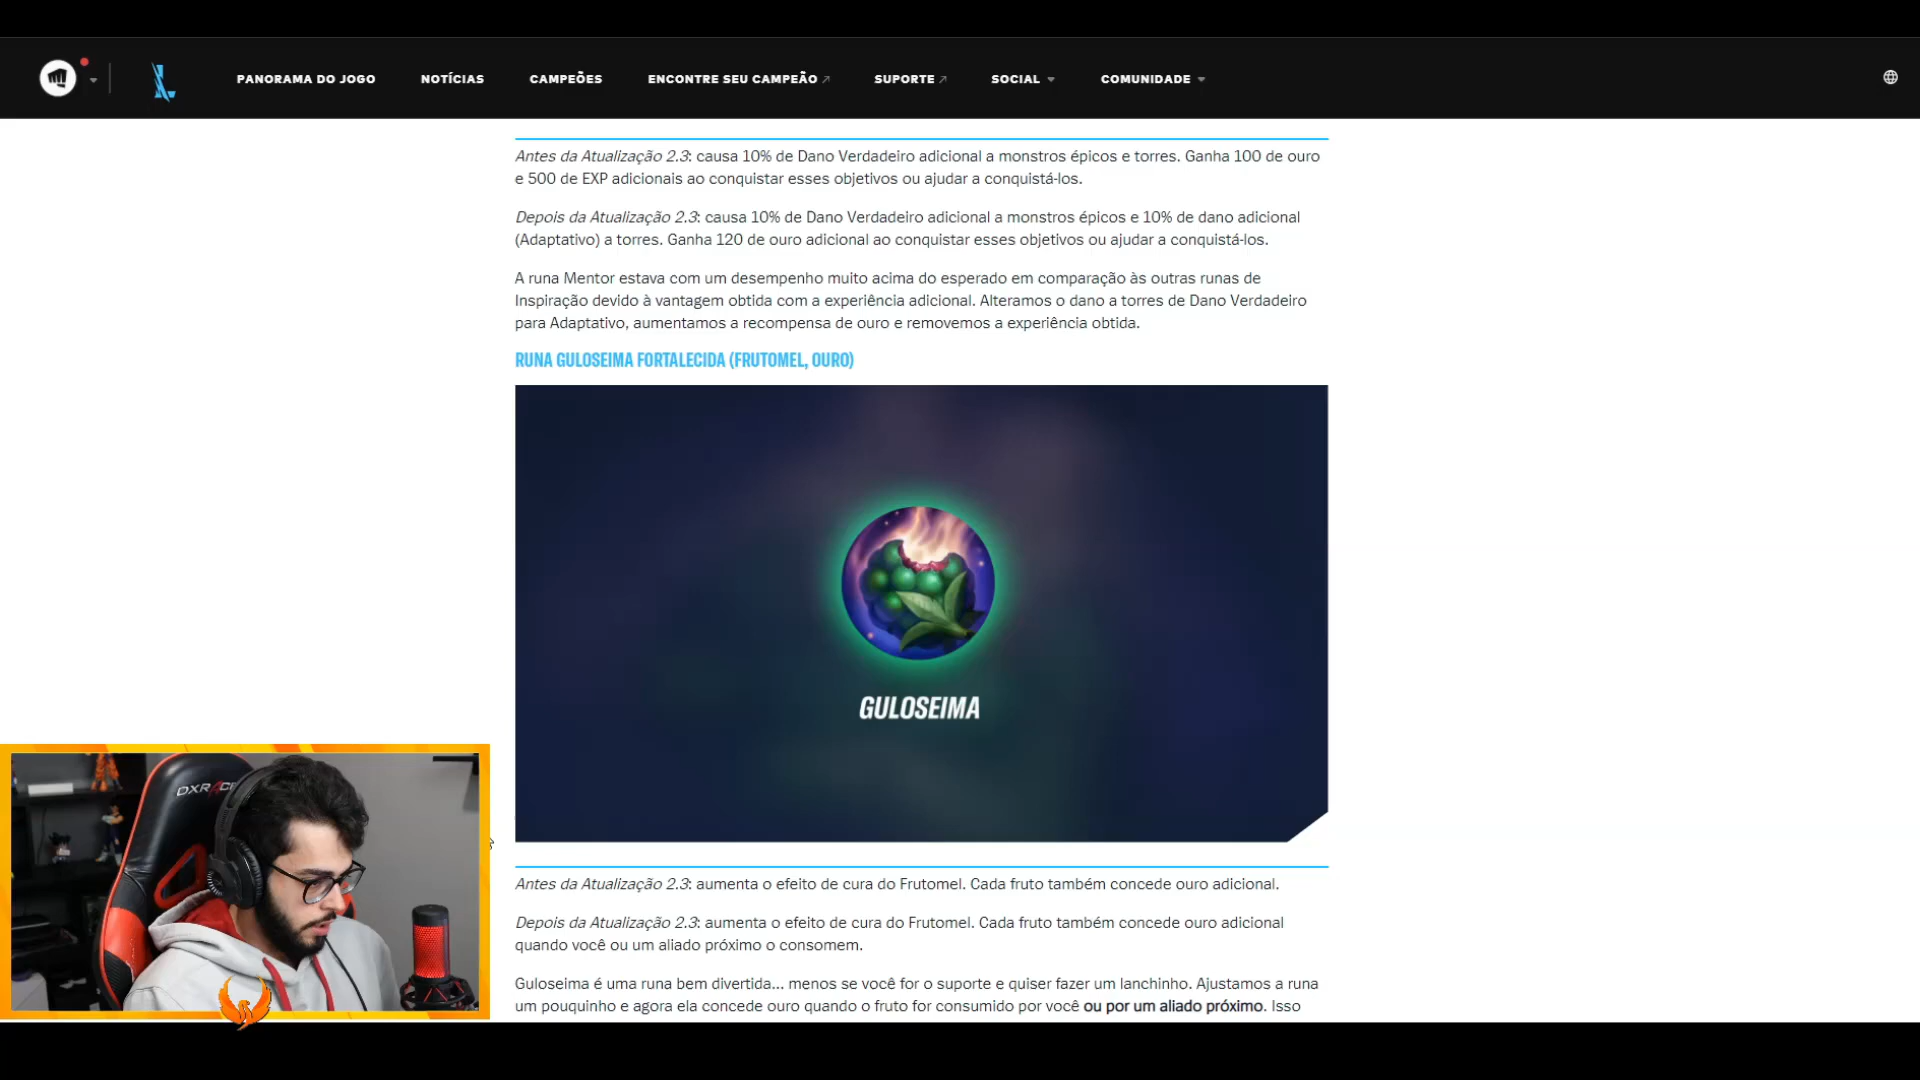 PANORAMA DO JOGO NOTÍCIAS CAMPEÕES ENCONTRE SEU CAMPEÃO SUPORTE SOCIAL COMUNIDADE
Antes da Atualização 2.3: causa 10% de Dano Verdadeiro adicional a monstros épicos e torres. Ganha 100 de ouro
e 500 de EXP adicionais ao conquistar esses objetivos ou ajudar a conquistá-los.
Depois da Atualização 2.3: causa 10% de Dano Verdadeiro adicional a monstros épicos e 10% de dano adicional
(Adaptativo) a torres. Ganha 120 de ouro adicional ao conquistar esses objetivos ou ajudar a conquistá-los.
A runa Mentor estava com um desempenho muito acima do esperado em comparação às outras runas de
Inspiração devido à vantagem obtida com a experiência adicional. Alteramos o dano a torres de Dano Verdadeiro
para Adaptativo, aumentamos a recompensa de ouro e removemos a experiência obtida.
RUNA GULOSEIMA FORTALECIDA (FRUTOMEL, OURO)
GULOSEIMA
Antes da Atualização 2.3: aumenta o efeito de cura do Frutomel. Cada fruto também concede ouro adicional.
Depois da Atualização 2.3: aumenta o efeito de cura do Frutomel. Cada fruto também concede ouro adicional
quando você ou um aliado próximo o consomem.
Guloseima é uma runa bem divertida... menos se você for o suporte e quiser fazer um lanchinho. Ajustamos a runa
um pouquinho e agora ela concede ouro quando o fruto for consumido por você ou por um aliado próximo. Isso